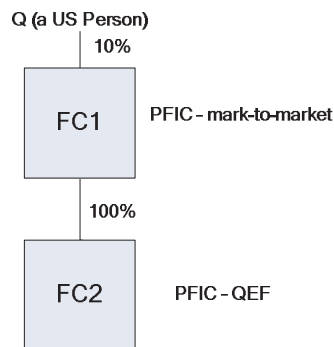 Q (a US Person)
10%
FC1
PFIC - mark-to-market
100%
FC2
PFIC - QEF